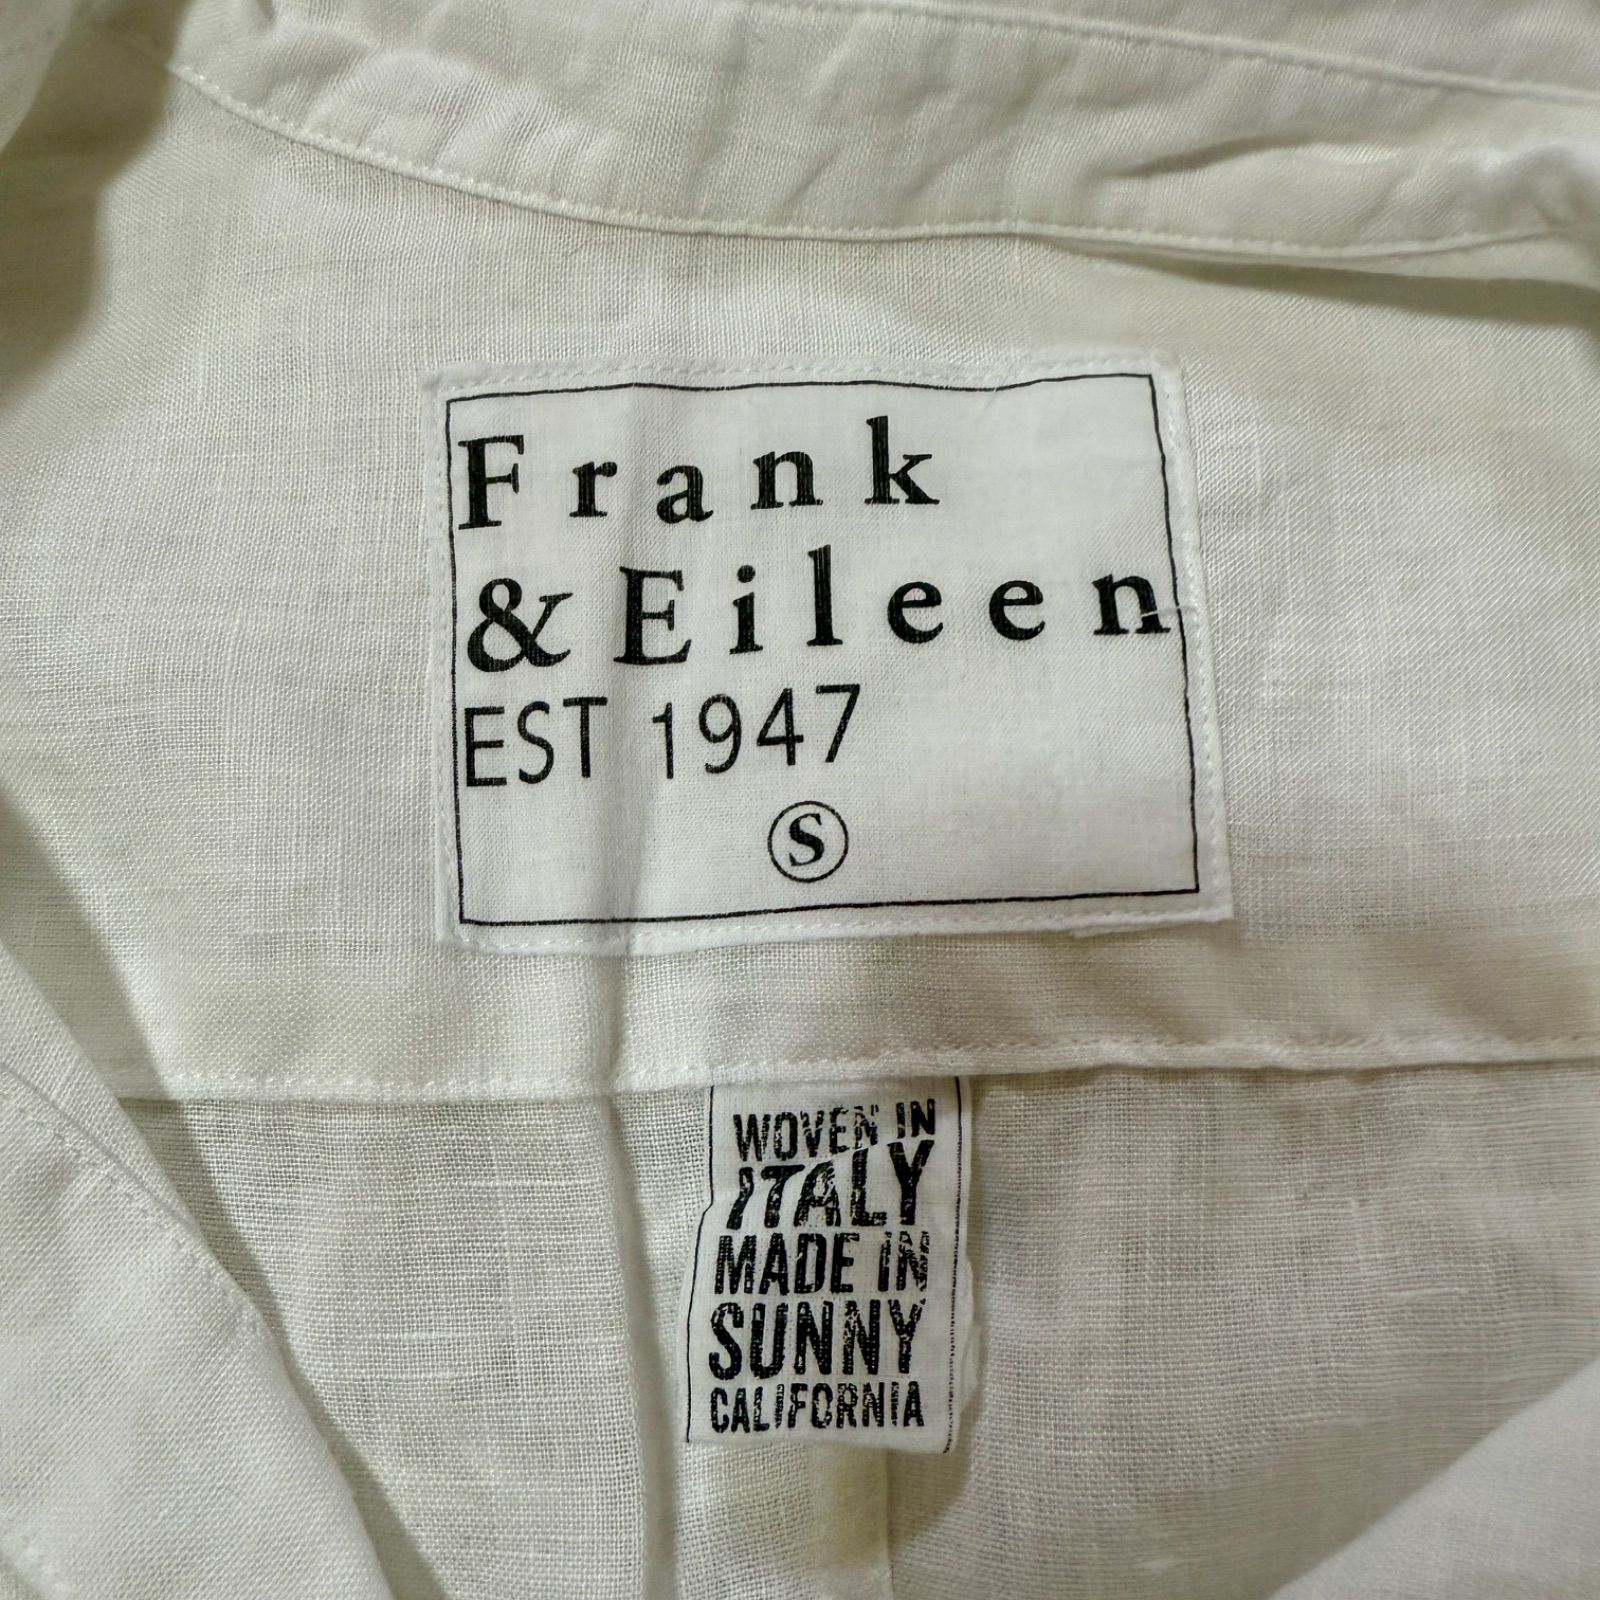 Frank
& Eileen
EST 1947
S
WOVEN IN
ITALY
MADE IN
SUNNY
CALIFORNIA